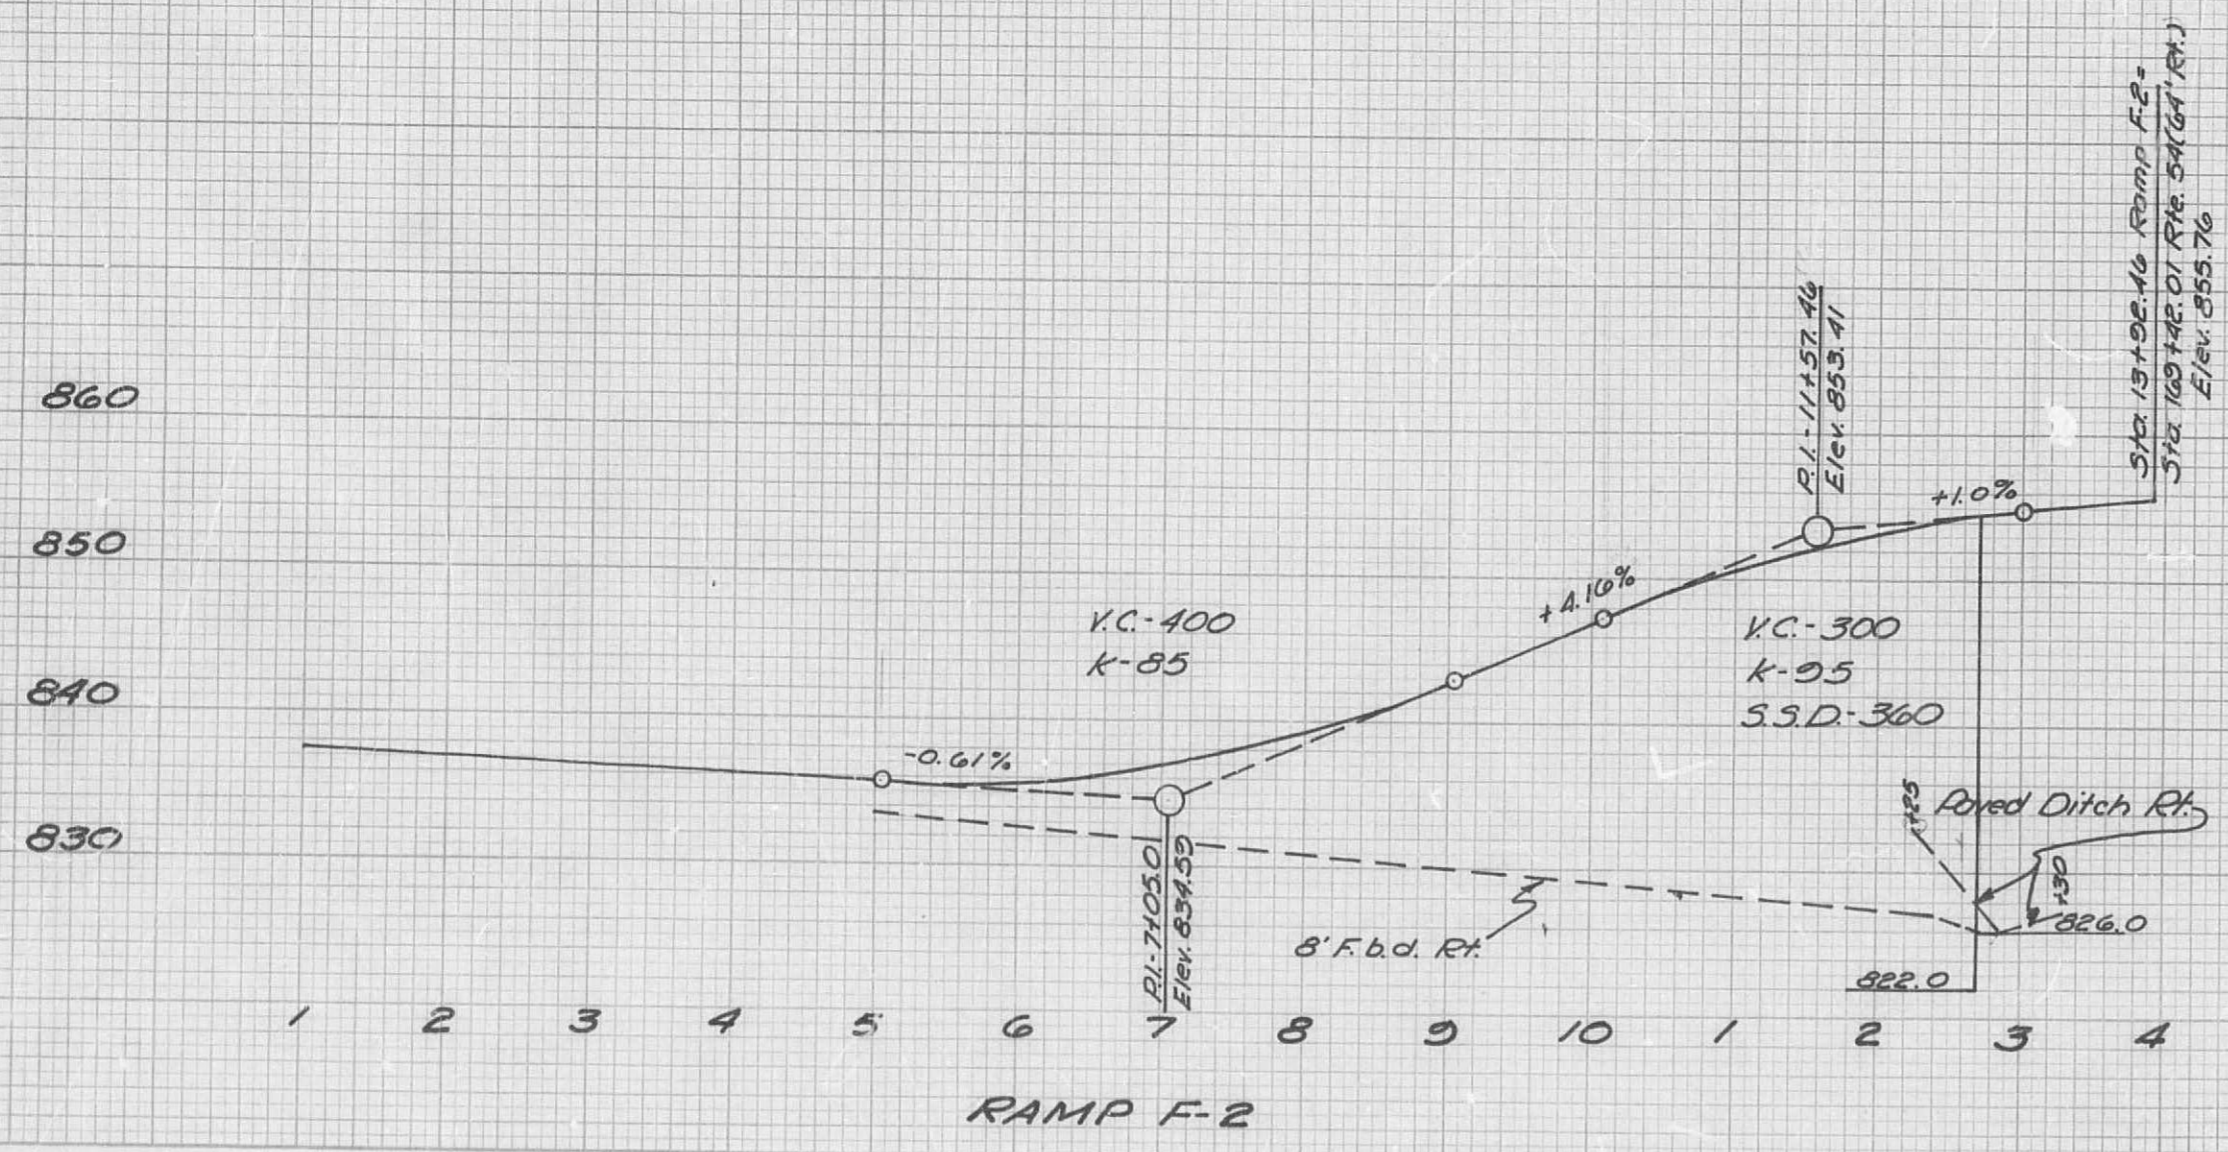 Sta. 13+92.46 Ramp F-2=
Sta. 169+42.01 Rte. 54(64' Rt.)
Elev. 855.76
P.I.-11+57.46
Elev. 853.41
860
850
840
830
+1.0%
+4.16%
V.C.-400
K-85
V.C.-300
K-95
S.S.D.-360
-0.61%
P.I.-7+05.0
Elev. 834.59
+25
Paved Ditch Rt.
+30
826.0
8' F.b.d. Rt.
822.0
1 2 3 4 5 6 7 8 9 10 1 2 3 4
RAMP F-2